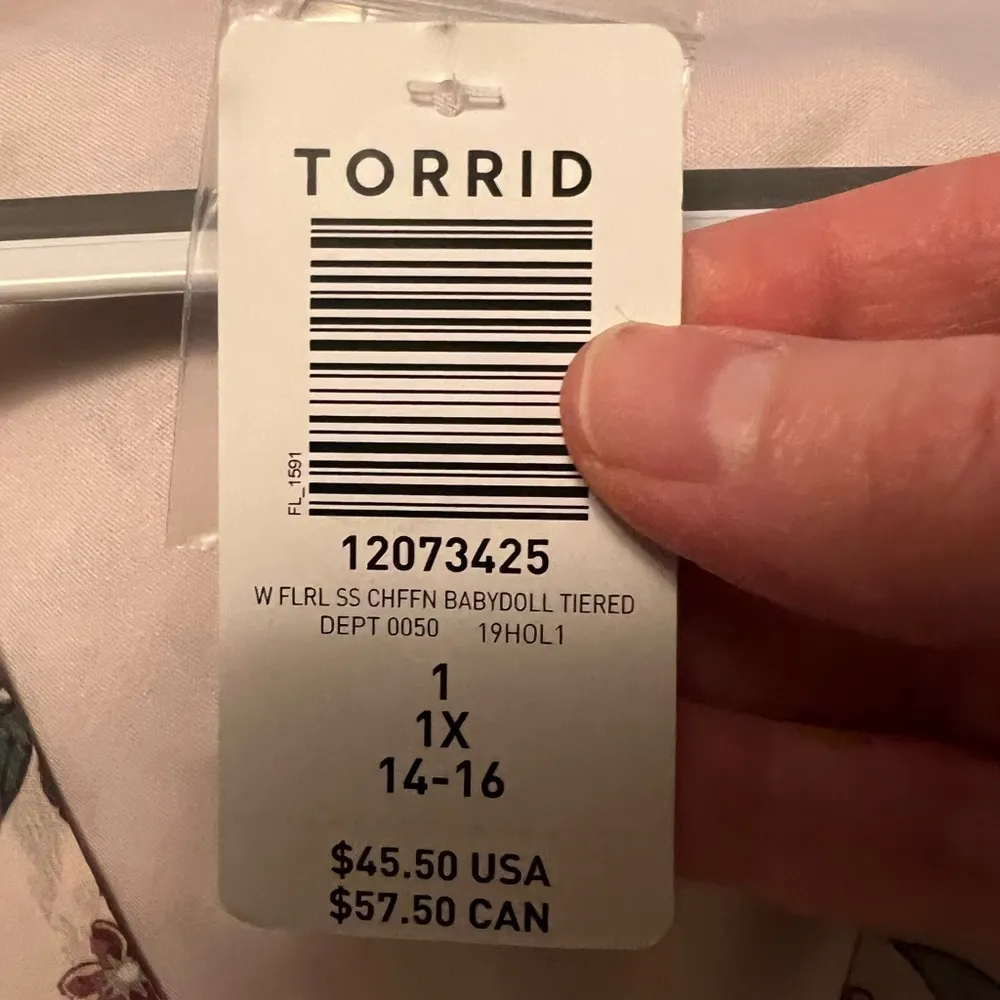 TORRID
FL_1591
12073425
W FLRL SS CHFFN BABYDOLL TIERED
DEPT 0050 19HOL1
1
1X
14-16
$45.50 USA
$57.50 CAN